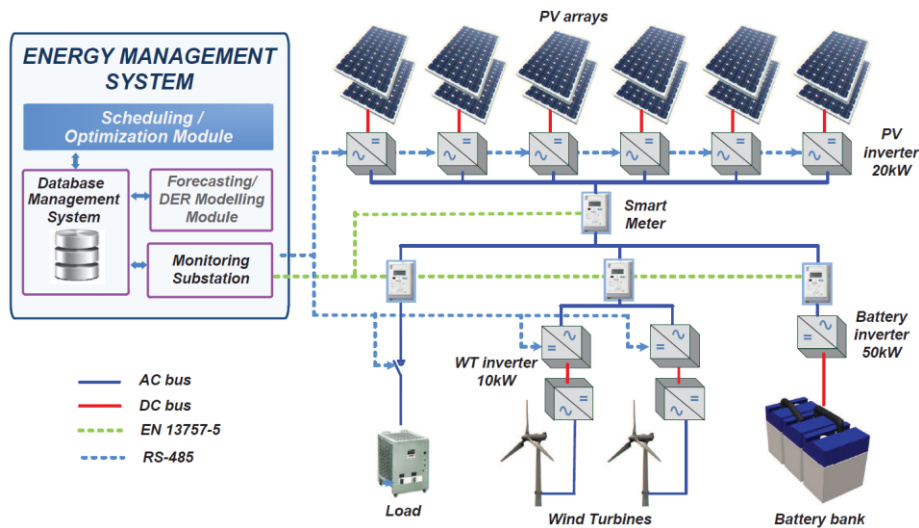 PV arrays
ENERGY MANAGEMENT
SYSTEM
Scheduling /
Optimization Module
Database
Management
System
Forecasting/
DER Modelling
Module
Monitoring
Substation
PV
inverter
20kW
Smart
Meter
Battery
inverter
50kW
WT inverter
10kW
AC bus
DC bus
EN 13757-5
RS-485
Load
Wind Turbines
Battery bank